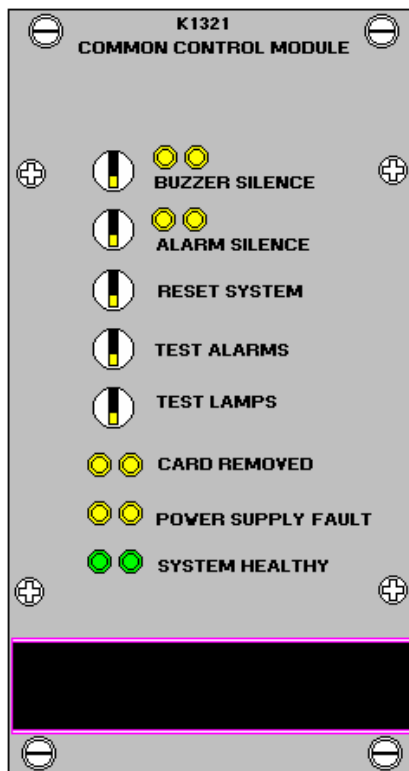 K1321
COMMON CONTROL MODULE
BUZZER SILENCE
ALARM SILENCE
RESET SYSTEM
TEST ALARMS
TEST LAMPS
CARD REMOVED
POWER SUPPLY FAULT
SYSTEM HEALTHY